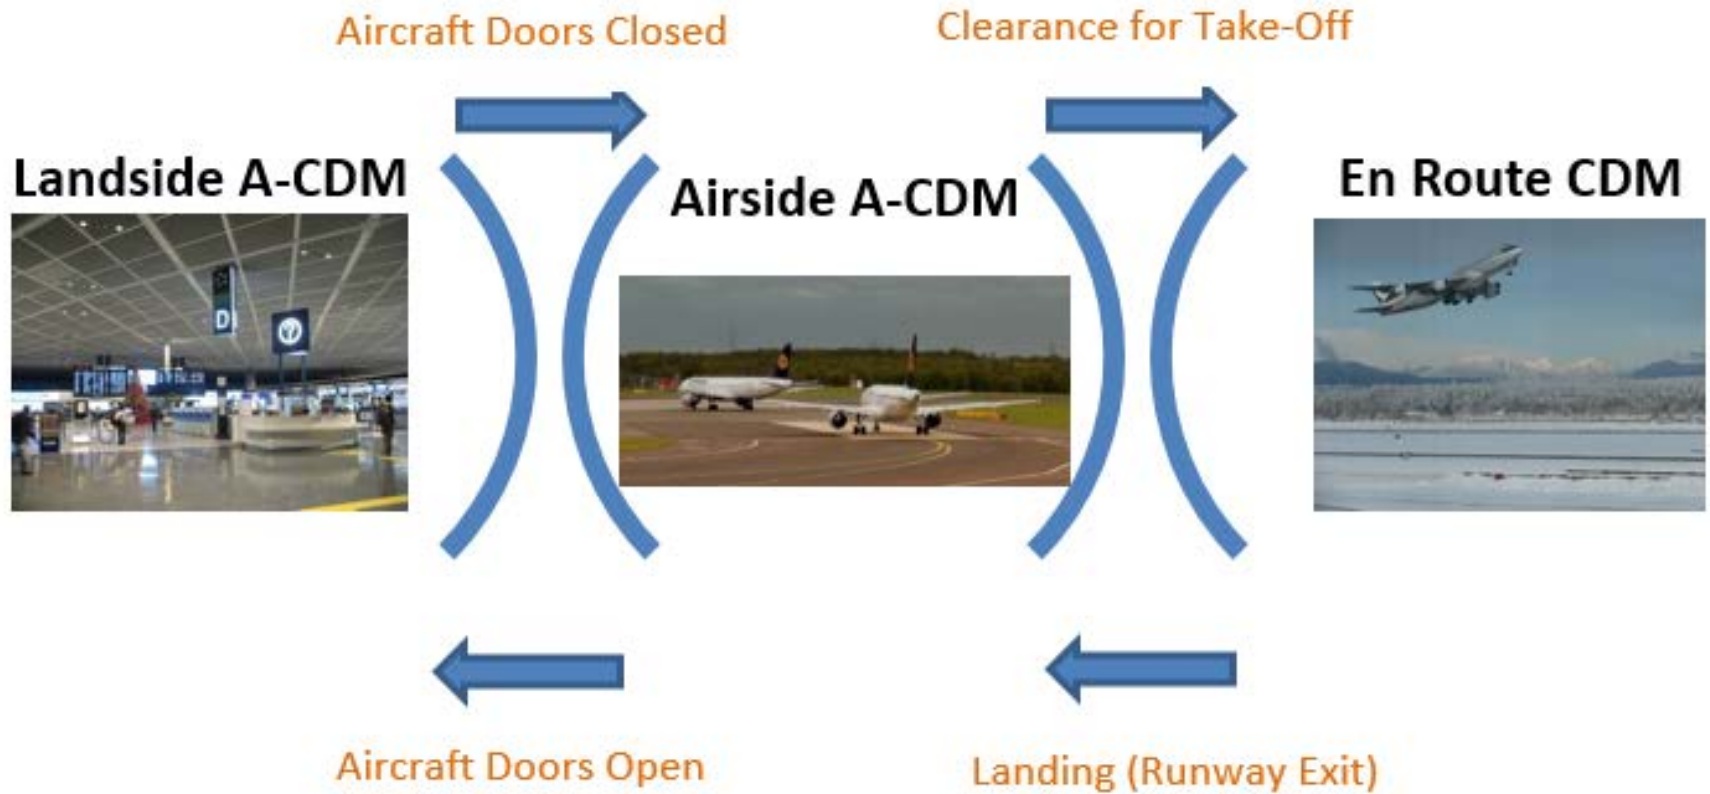 Aircraft Doors Closed
Clearance for Take-Off
Landside A-CDM
Airside A-CDM
En Route CDM
D
?
Aircraft Doors Open
Landing (Runway Exit)